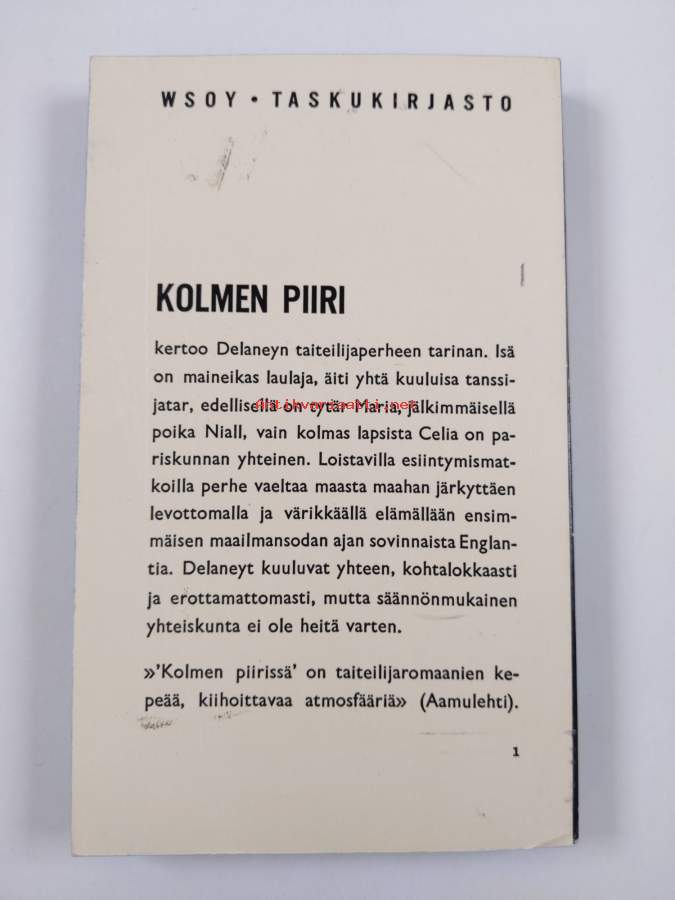 WSOY • TASKUKIRJASTO
KOLMEN PIIRI
kertoo Delaneyn taiteilijaperheen tarinan. Isä
on maineikas laulaja, äiti yhtä kuuluisa tanssi-
jatar, edellisellä on tytär Maria, jälkimmäisellä
antikvariaatti.net
poika Niall, vain kolmas lapsista Celia on pa-
riskunnan yhteinen. Loistavilla esiintymismat-
koilla perhe vaeltaa maasta maahan järkyttäen
levottomalla ja värikkäällä elämällään ensim-
mäisen maailmansodan ajan sovinnaista Englan-
tia. Delaneyt kuuluvat yhteen, kohtalokkaasti
ja erottamattomasti, mutta säännönmukainen
yhteiskunta ei ole heitä varten.
»'Kolmen piirissä' on taiteilijaromaanien ke-
peää, kiihoittavaa atmosfääriä» (Aamulehti).
1